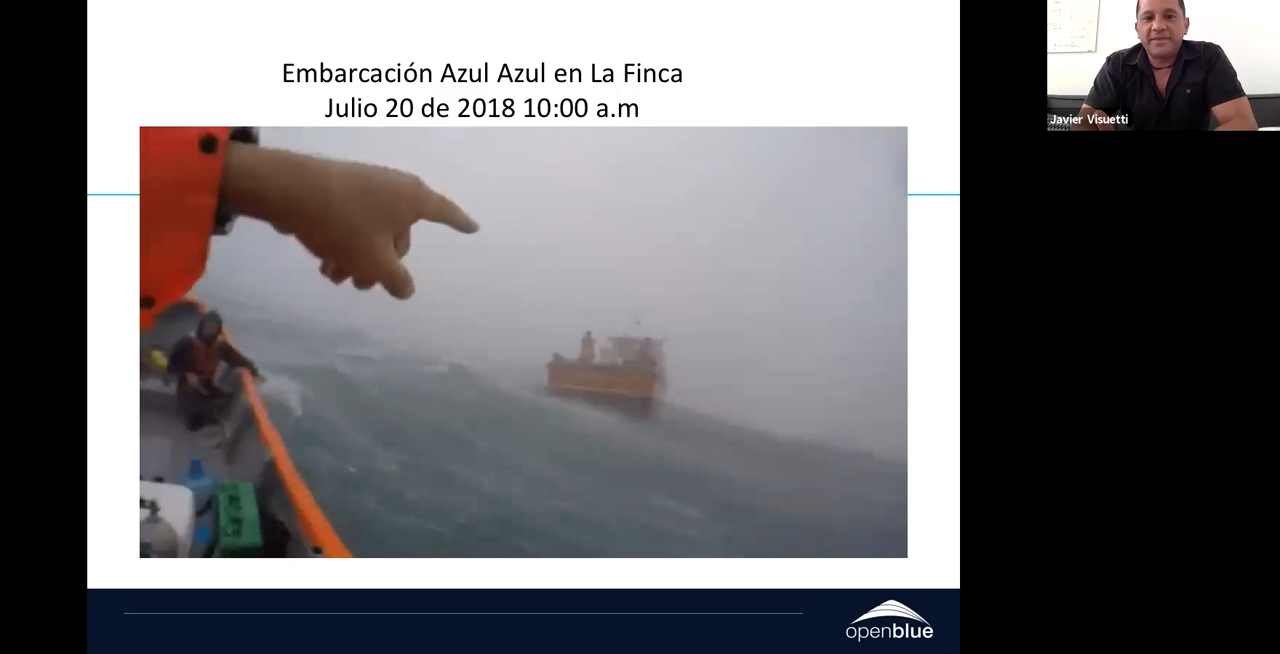 Embarcación Azul Azul en La Finca
Julio 20 de 2018 10:00 a.m
Javier Visuetti
openblue